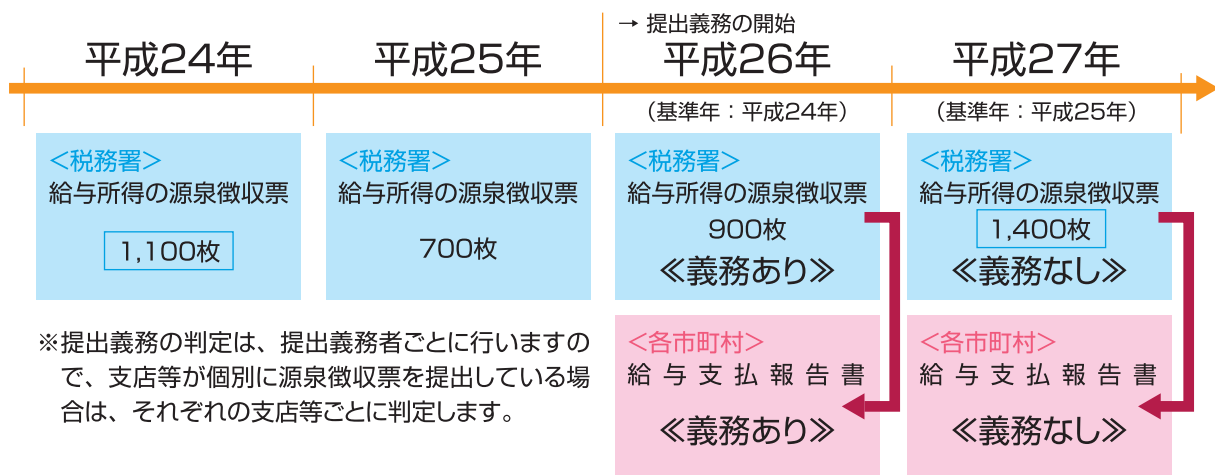 → 提出義務の開始
平成24年
平成25年
平成26年
平成27年
（基準年：平成24年）
（基準年：平成25年）
＜税務署＞
給与所得の源泉徴収票
1,100枚
＜税務署＞
給与所得の源泉徴収票
700枚
＜税務署＞
給与所得の源泉徴収票
900枚
≪義務あり≫
＜税務署＞
給与所得の源泉徴収票
1,400枚
≪義務なし≫
※提出義務の判定は、提出義務者ごとに行いますの
で、支店等が個別に源泉徴収票を提出している場
合は、それぞれの支店等ごとに判定します。
＜各市町村＞
給与支払報告書
≪義務あり≫
＜各市町村＞
給与支払報告書
≪義務なし≫